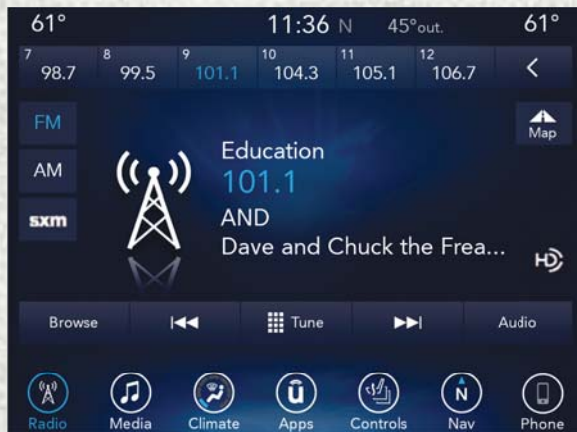 61° 11:36 N 45°out. 61°
7 98.7 8 99.5 9 101.1 10 104.3 11 105.1 12 106.7
FM
Map
AM
sxm
Education
101.1
AND
Dave and Chuck the Frea...
HD
Browse Tune Audio
û N
Radio Media Climate Apps Controls Nav Phone